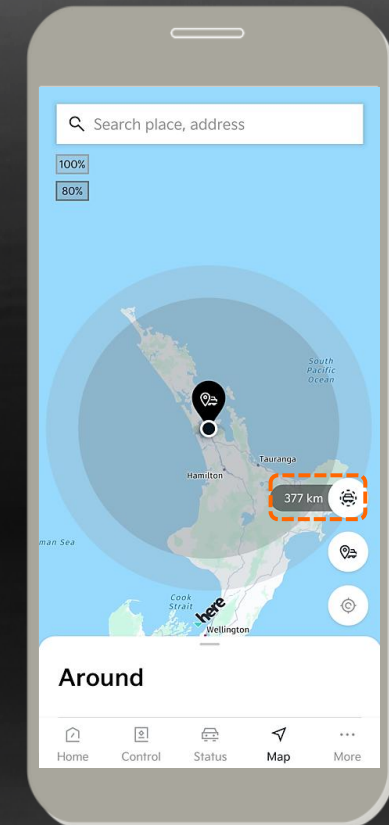 Search place, address
100%
80%
South
Pacific
Ocean
Tauranga
Hamilton
377 km
man Sea
Cook
Strait
here
Wellington
Around
Home
Control
Status
Map
More